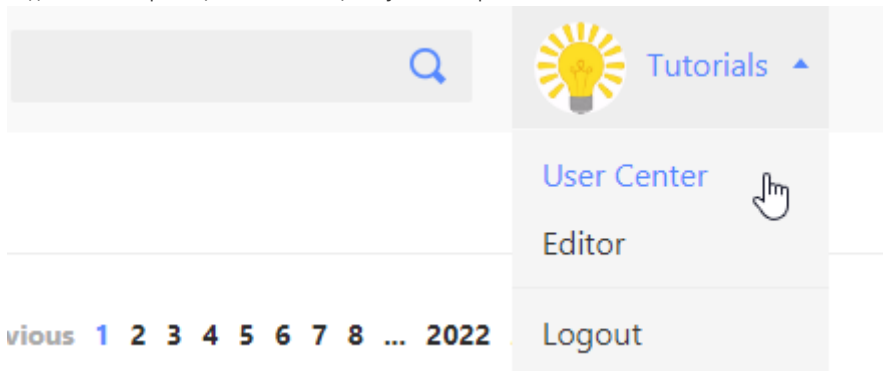 Tutorials
User Center
Editor
vious 1 2 3 4 5 6 7 8 ... 2022
Logout